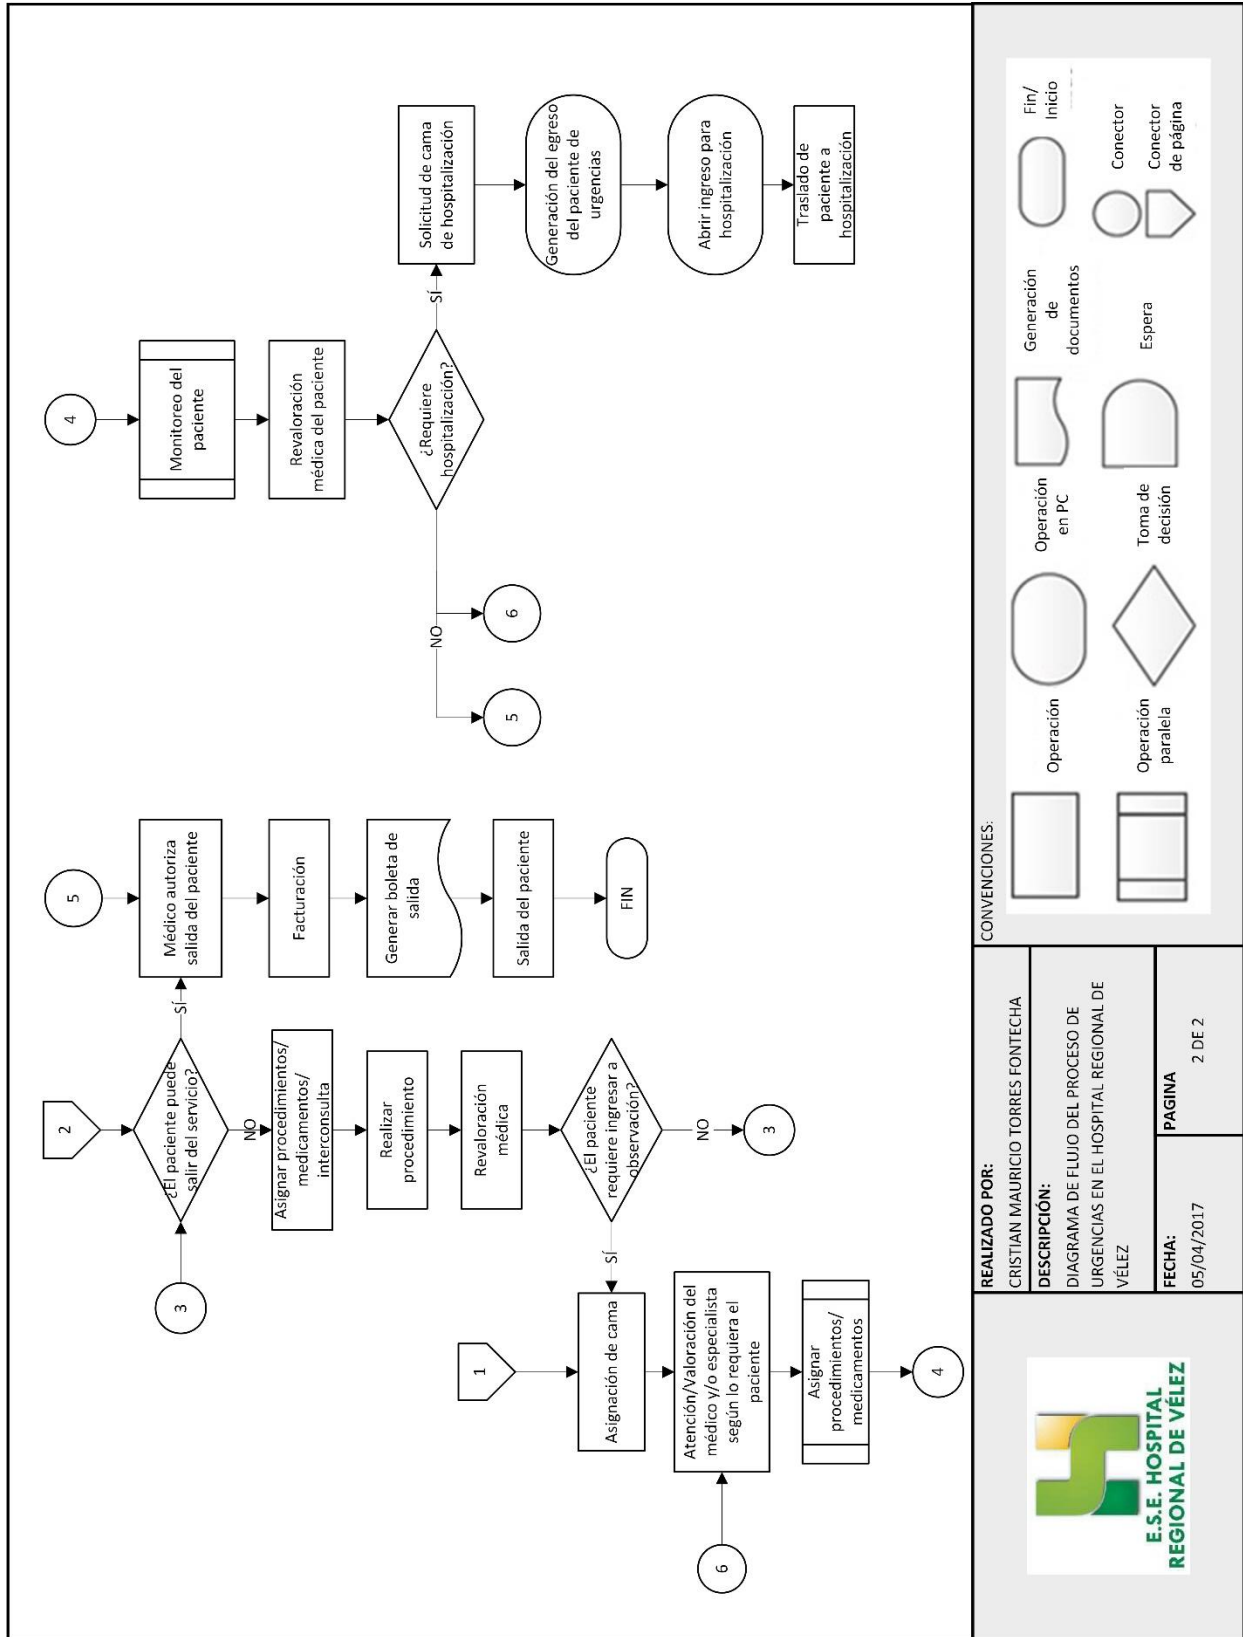 2
¿El paciente puede
salir del servicio?
3
SÍ
NO
Asignar procedimientos/
medicamentos/
interconsulta
Realizar
procedimiento
Revaloración
médica
¿El paciente
requiere ingresar a
observación?
SÍ
NO
3
1
Asignación de cama
Atención/Valoración del
médico y/o especialista
según lo requiera el
paciente
6
Asignar
procedimientos/
medicamentos
4
5
Médico autoriza
salida del paciente
Facturación
Generar boleta de
salida
Salida del paciente
FIN
4
Monitoreo del
paciente
Revaloración
médica del paciente
¿Requiere
hospitalización?
NO
5
6
SÍ
Solicitud de cama
de hospitalización
Generación del egreso
del paciente de
urgencias
Abrir ingreso para
hospitalización
Traslado de
paciente a
hospitalización
E.S.E. HOSPITAL
REGIONAL DE VÉLEZ
REALIZADO POR:
CRISTIAN MAURICIO TORRES FONTECHA
DESCRIPCIÓN:
DIAGRAMA DE FLUJO DEL PROCESO DE
URGENCIAS EN EL HOSPITAL REGIONAL DE
VÉLEZ
FECHA:
05/04/2017
PAGINA
2 DE 2
CONVENCIONES:
Operación
Operación
en PC
Generación
de
documentos
Fin/
Inicio
Operación
paralela
Toma de
decisión
Espera
Conector
Conector
de página